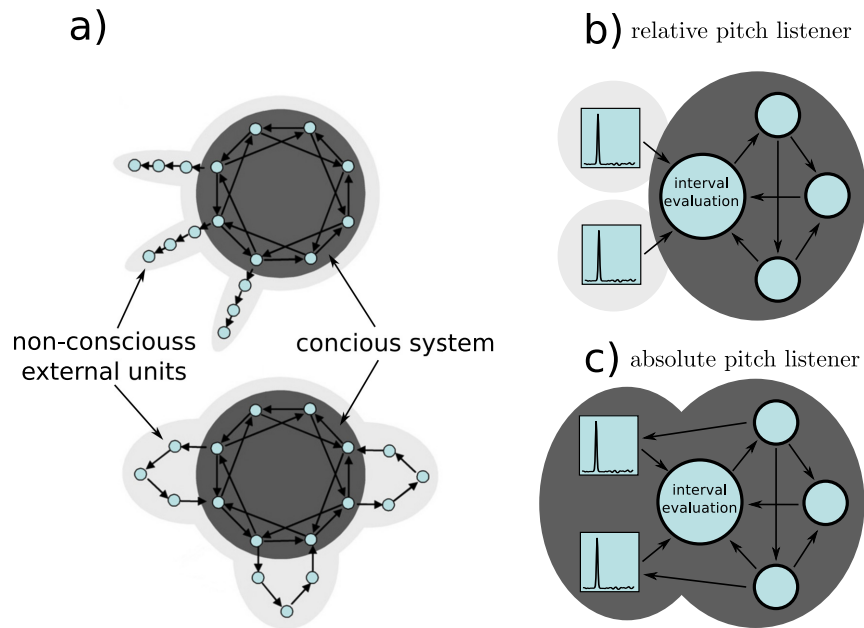 a)
non-consciouss
external units
concious system
b) relative pitch listener
interval
evaluation
c) absolute pitch listener
interval
evaluation